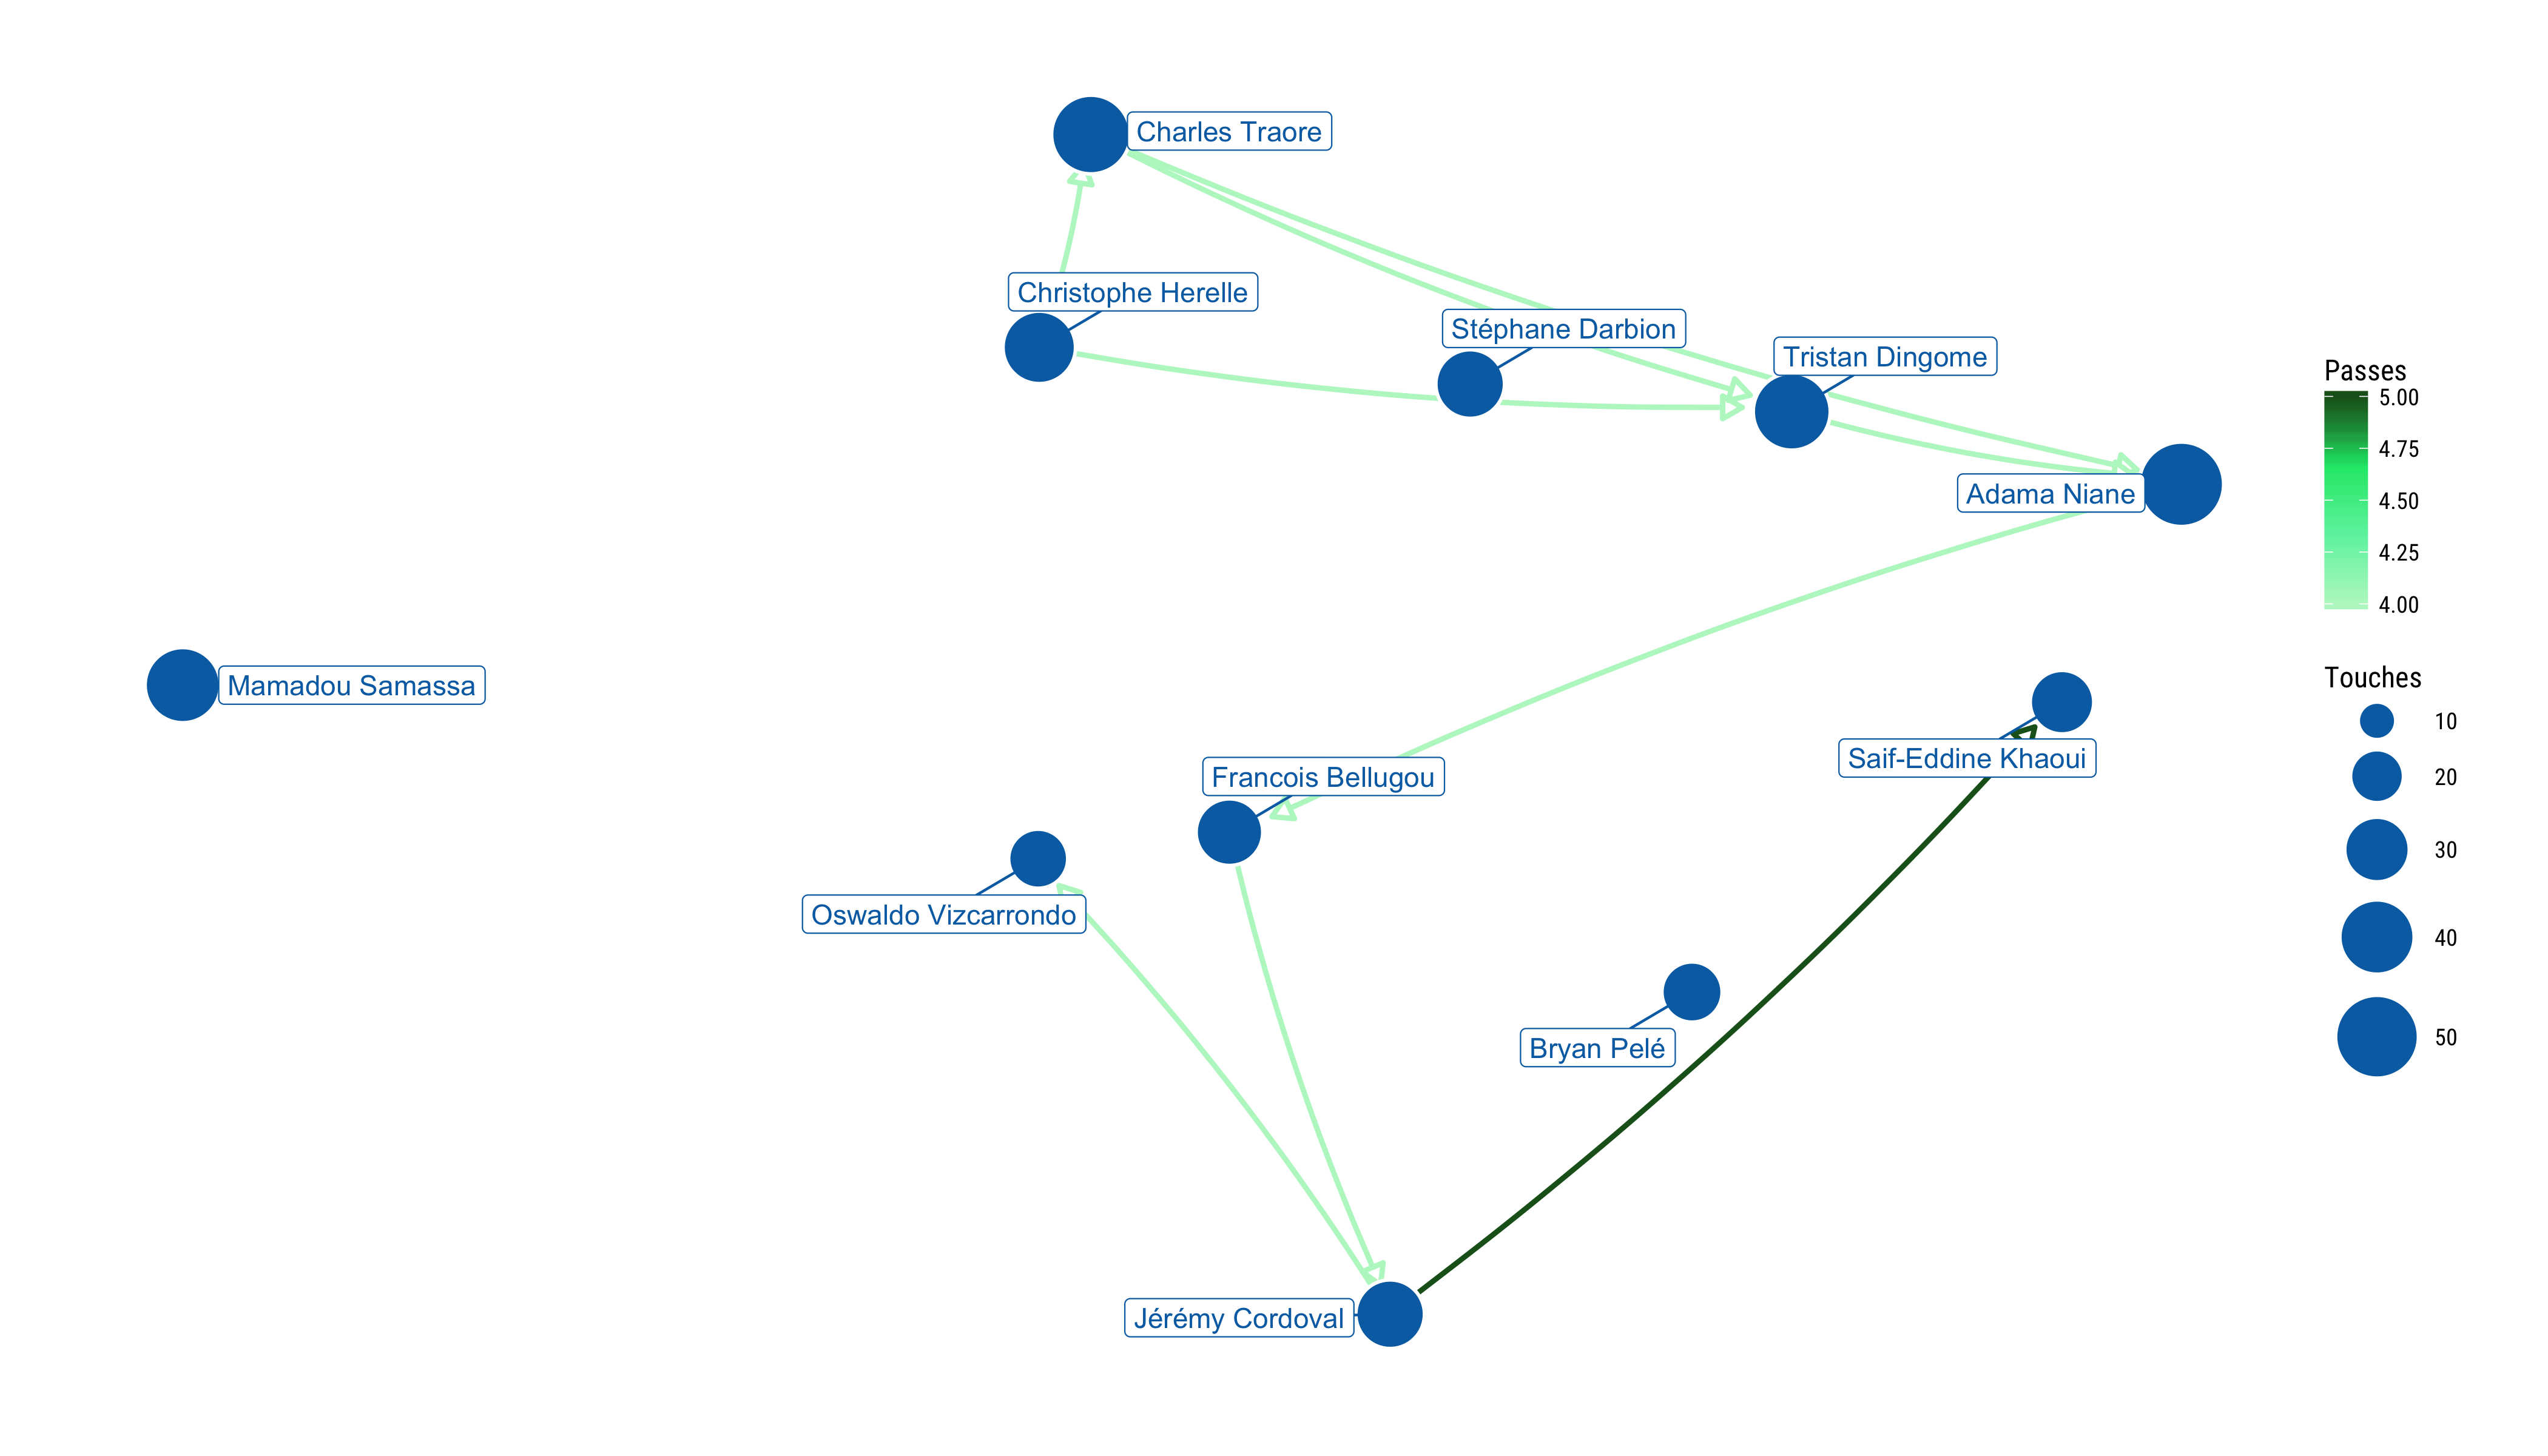 Charles Traore
Christophe Herelle
Stéphane Darbion
Tristan Dingome
Adama Niane
Mamadou Samassa
Francois Bellugou
Saif-Eddine Khaoui
Oswaldo Vizcarrondo
Bryan Pelé
Jérémy Cordoval
Passes
5.00
4.75
4.50
4.25
4.00
Touches
10
20
30
40
50